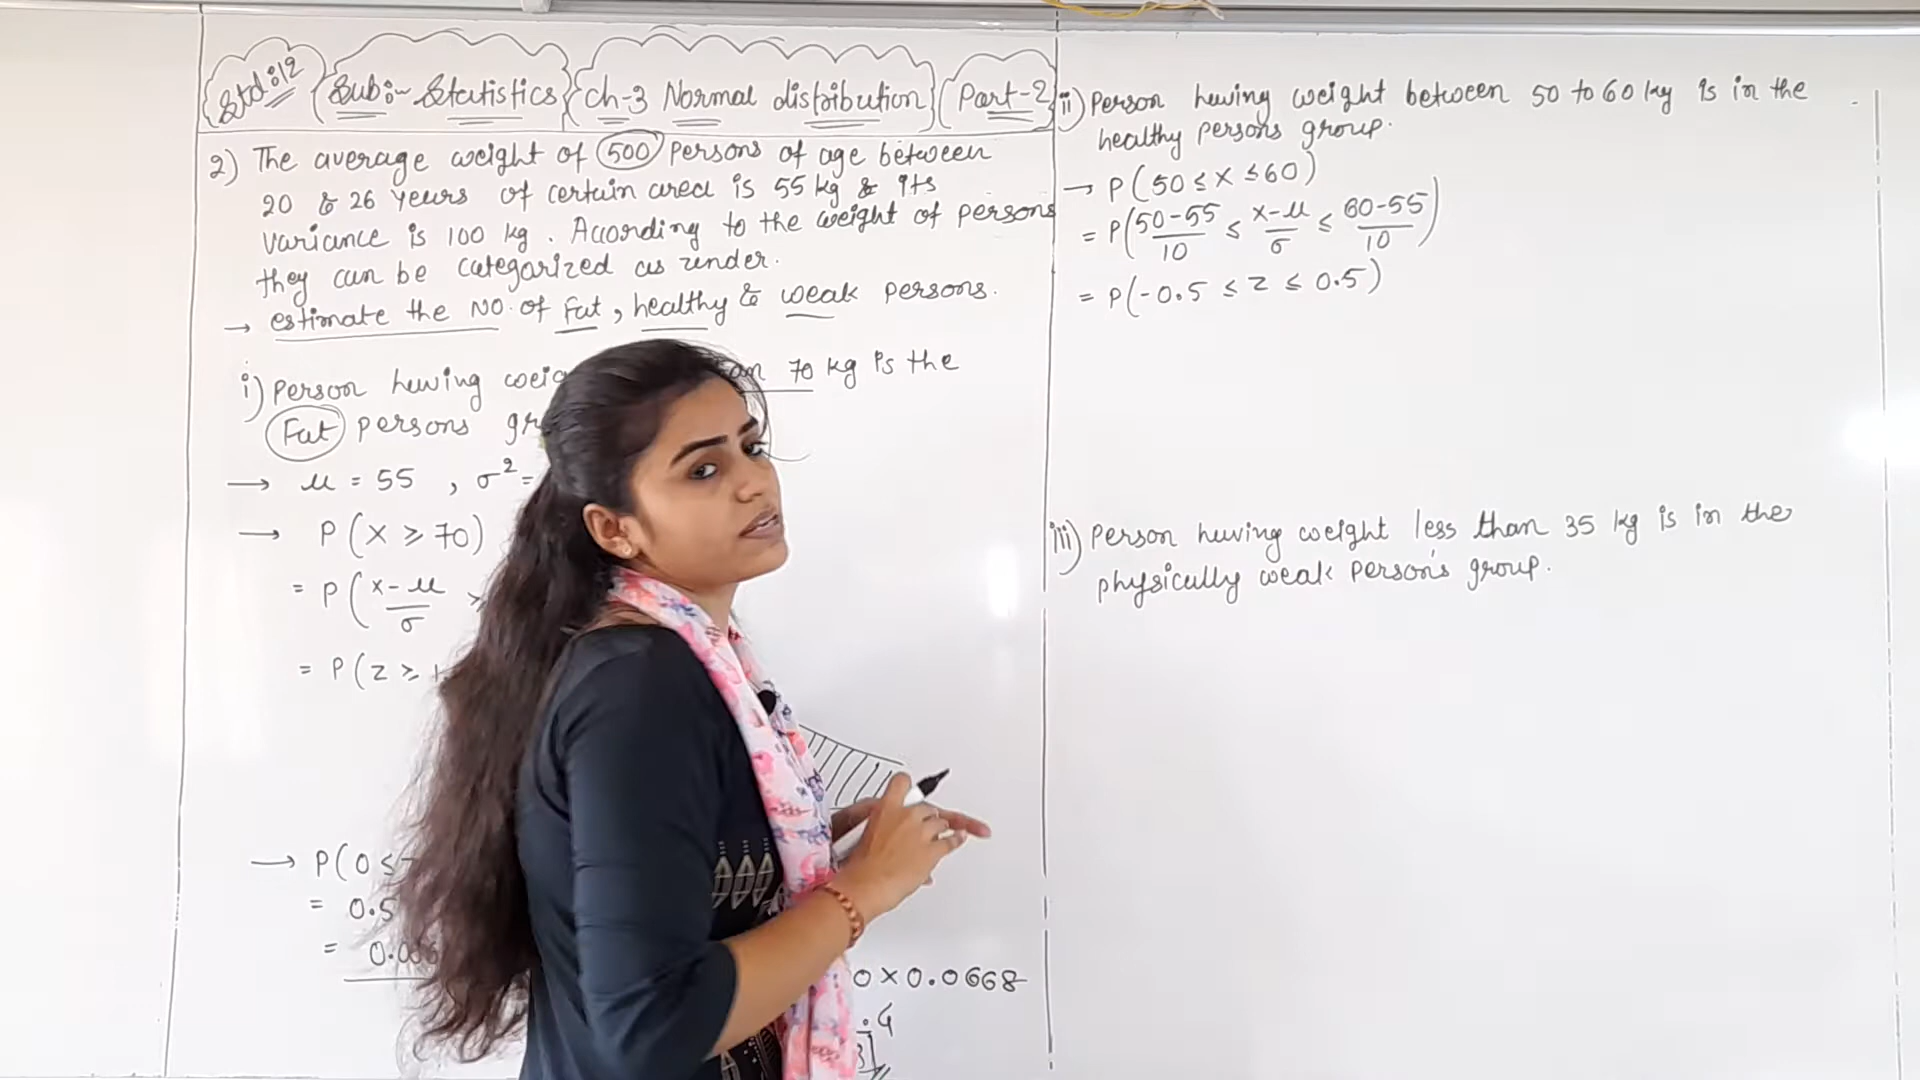 Std:12 Sub:- Statistics Ch-3 Normal distribution Part-2
2) The average weight of 500 persons of age between
20 & 26 years of certain area is 55 kg & its
variance is 100 kg. According to the weight of persons
they can be categorized as under.
→ estimate the NO. of Fat, healthy & weak persons.
i) Person having 70 kg is the
Fat persons
→ μ = 55 , σ² =
→ P(x ≥ 70)
= P(x-μ/σ ≥
= P(z ≥
→ P(0 ≤
= 0.5
= 0.06
0 × 0.0668
.4
ii) Person having weight between 50 to 60 kg is in the
healthy persons group.
→ P(50 ≤ x ≤ 60)
= P(50-55/10 ≤ x-μ/σ ≤ 60-55/10)
= P(-0.5 ≤ z ≤ 0.5)
iii) Person having weight less than 35 kg is in the
physically weak person's group.